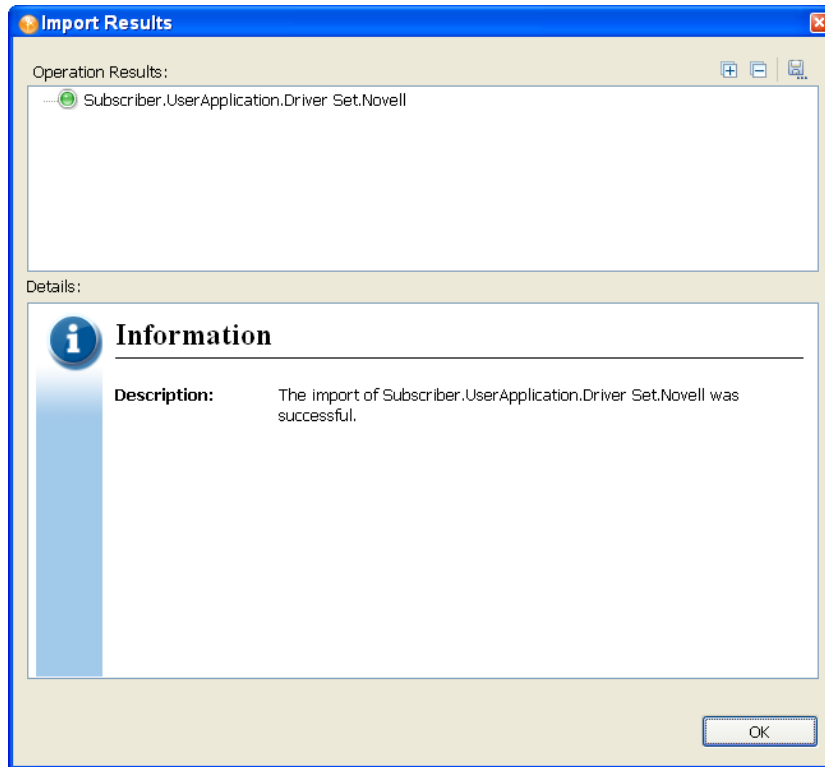 Import Results
Operation Results:
Subscriber.UserApplication.Driver Set.Novell
Details:
Information
Description: The import of Subscriber.UserApplication.Driver Set.Novell was
successful.
OK